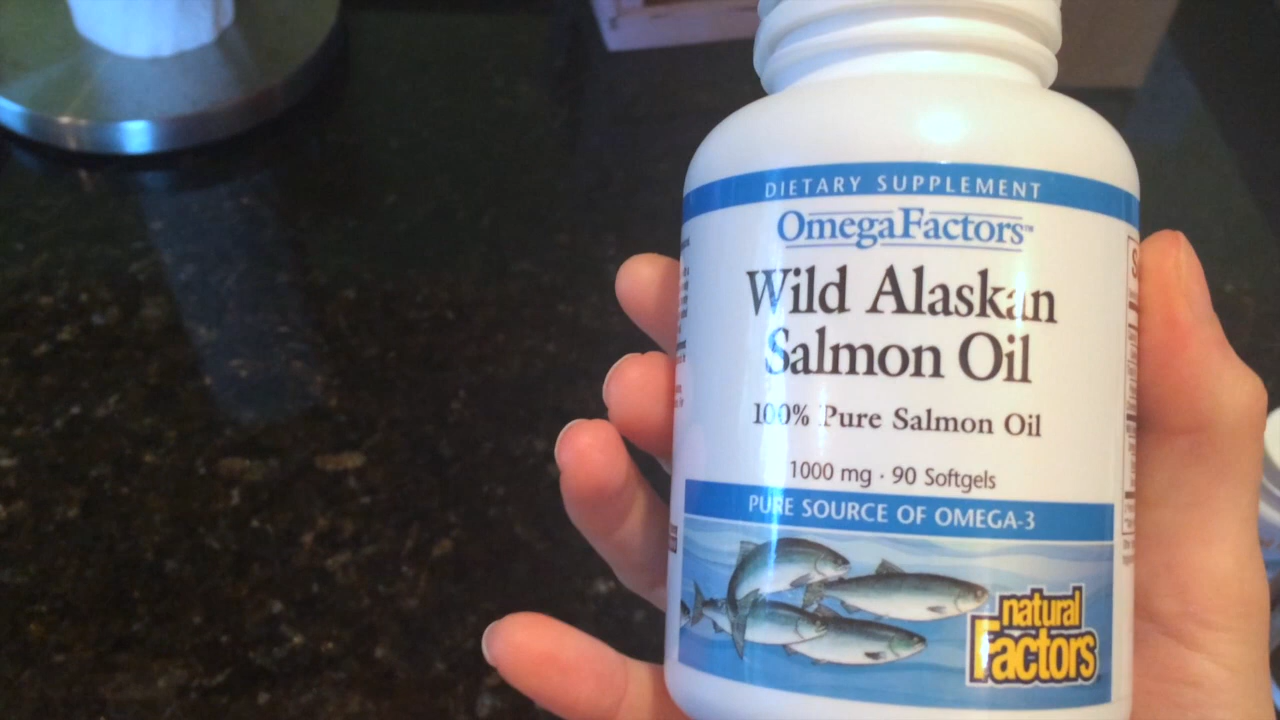 DIETARY SUPPLEMENT
OmegaFactors™
Wild Alaskan
Salmon Oil
100% Pure Salmon Oil
1000 mg · 90 Softgels
PURE SOURCE OF OMEGA-3
natural
Factors